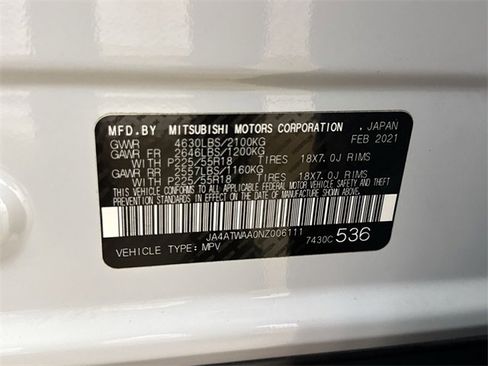 MFD.BY MITSUBISHI MOTORS CORPORATION , JAPAN
GVWR 4630LBS/2100KG FEB 2021
GAWR FR 2646LBS/1200KG
WITH P225/55R18 TIRES 18X7.0J RIMS
GAWR RR 2557LBS/1160KG
WITH P225/55R18 TIRES 18X7.0J RIMS
THIS VEHICLE CONFORMS TO ALL APPLICABLE FEDERAL MOTOR VEHICLE SAFETY AND THEFT
PREVENTION STANDARDS IN EFFECT ON THE DATE OF MANUFACTURE SHOWN ABOVE.
JA4ATWAA0NZ006111 7430C 536
VEHICLE TYPE: MPV